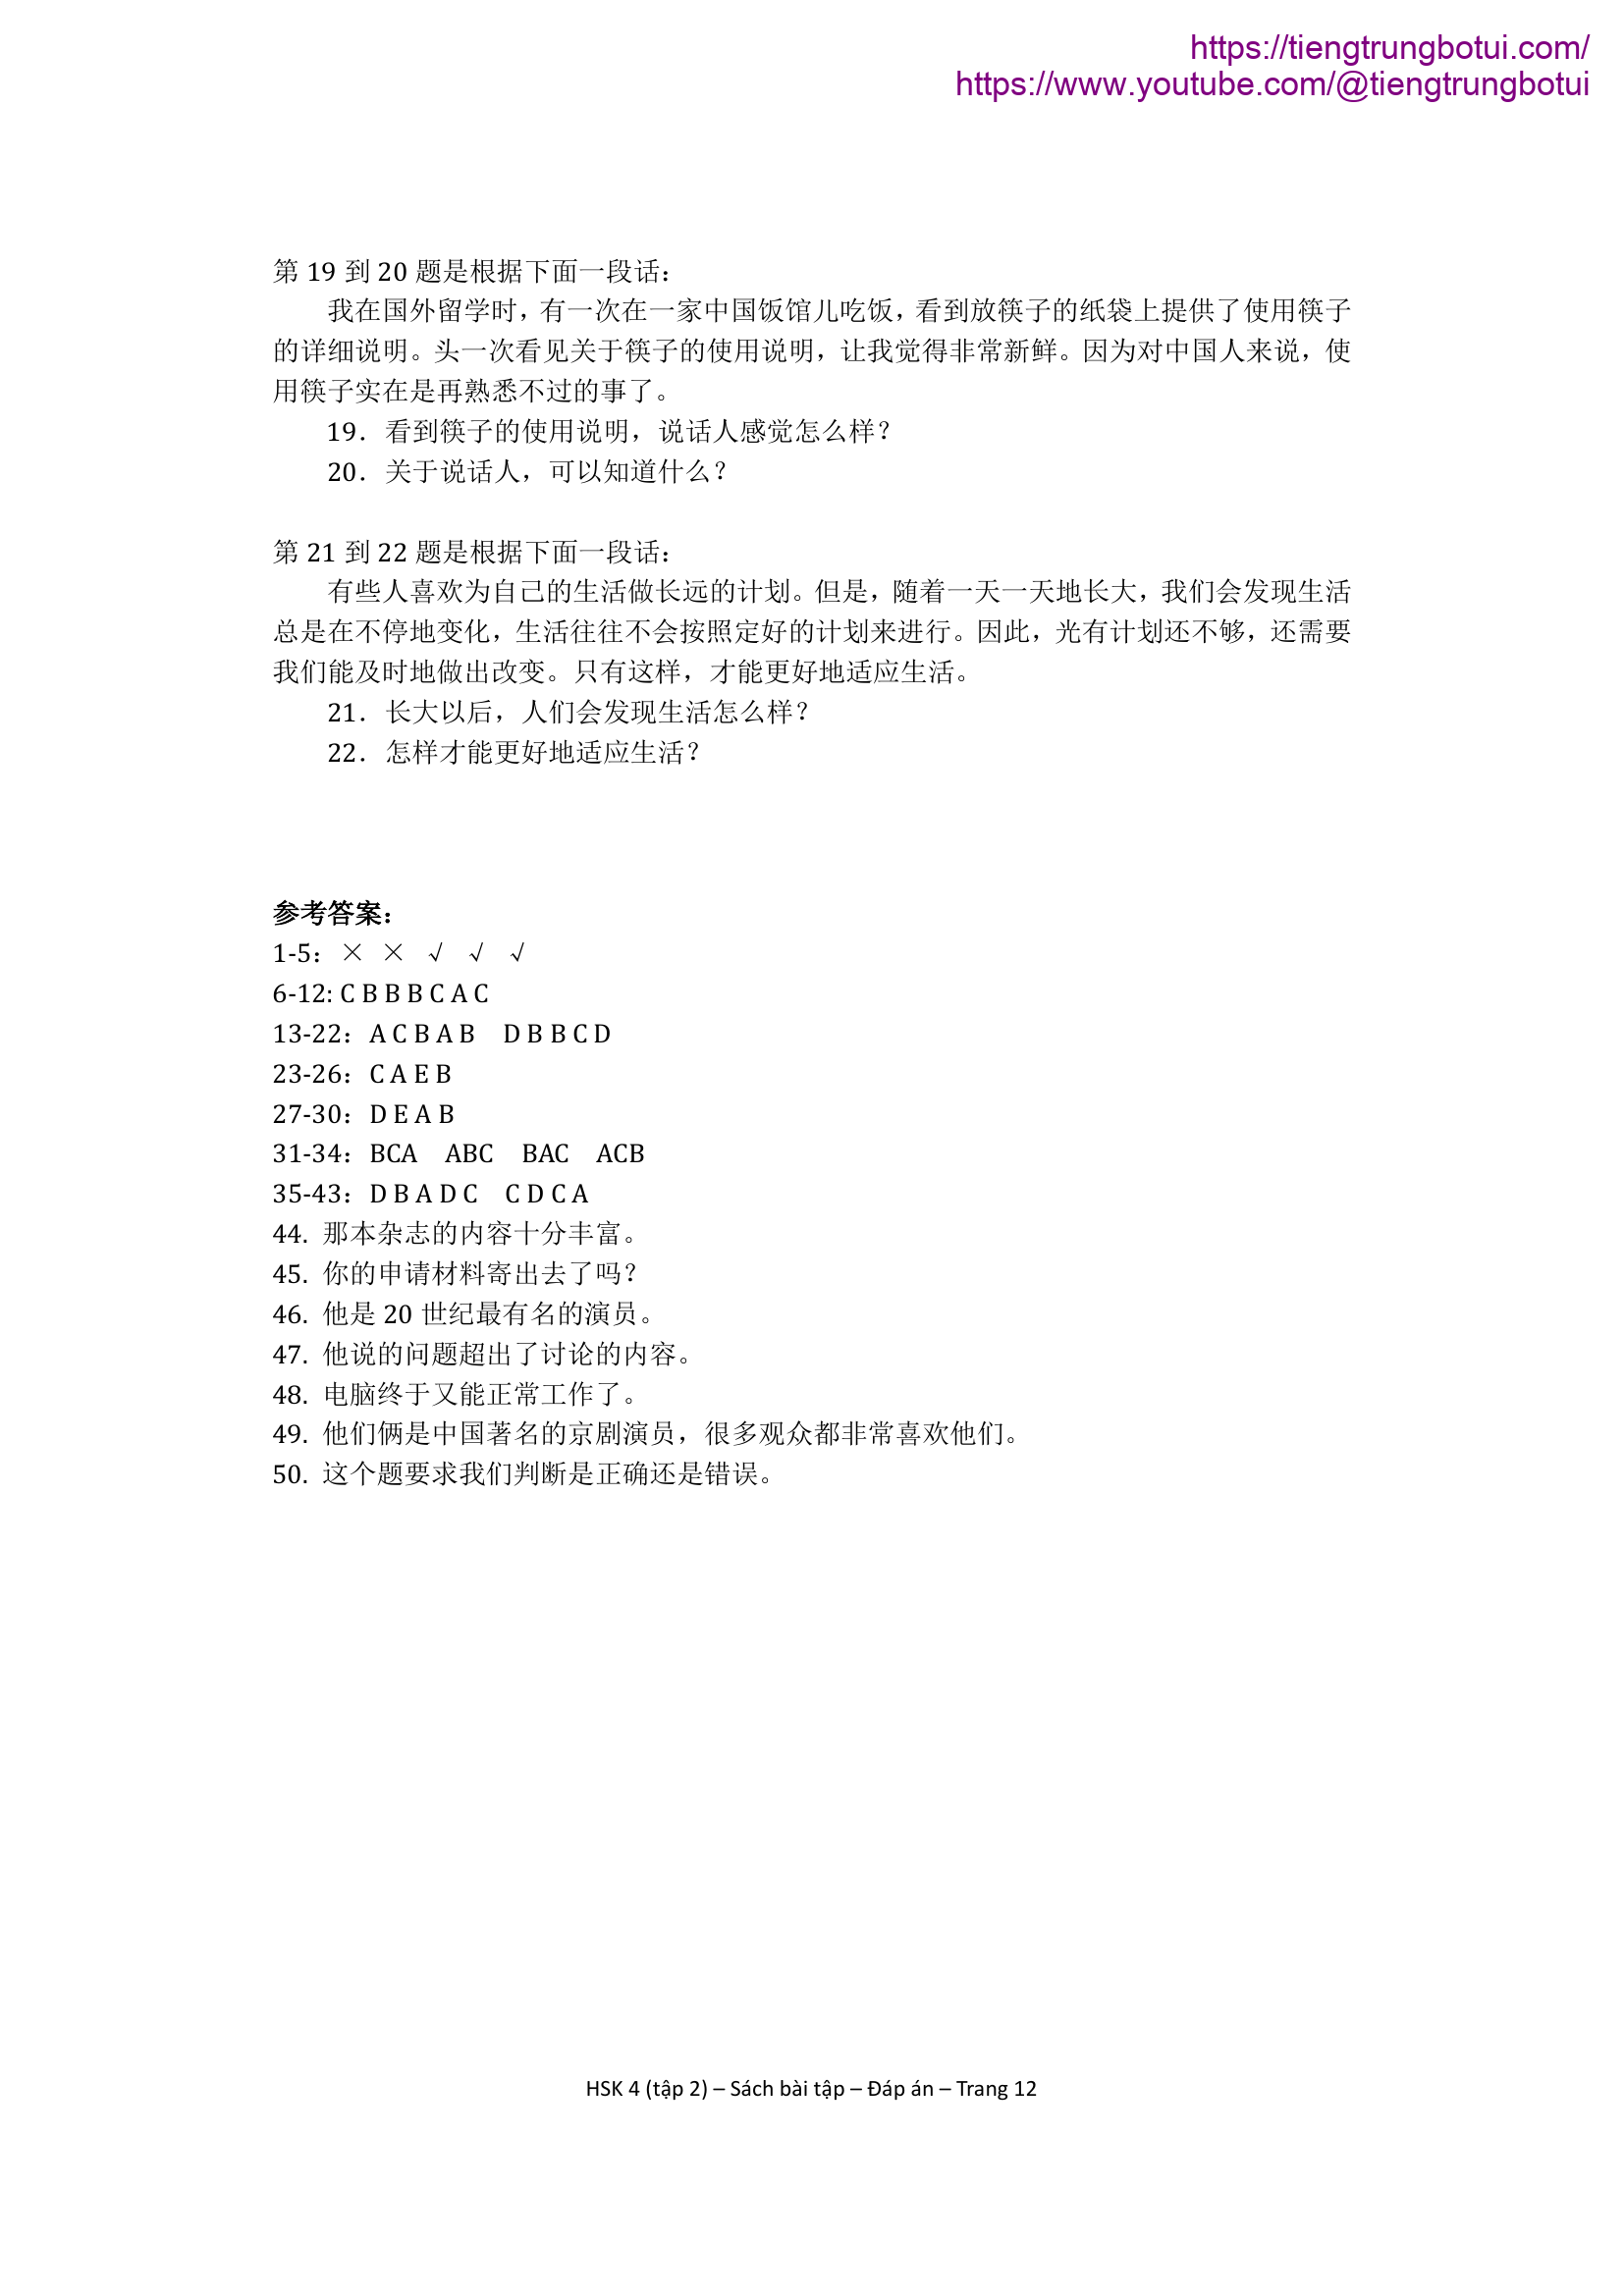 https://tiengtrungbotui.com/
https://www.youtube.com/@tiengtrungbotui
第 19 到 20 题是根据下面一段话：
我在国外留学时，有一次在一家中国饭馆儿吃饭，看到放筷子的纸袋上提供了使用筷子
的详细说明。头一次看见关于筷子的使用说明，让我觉得非常新鲜。因为对中国人来说，使
用筷子实在是再熟悉不过的事了。
19．看到筷子的使用说明，说话人感觉怎么样？
20．关于说话人，可以知道什么？
第 21 到 22 题是根据下面一段话：
有些人喜欢为自己的生活做长远的计划。但是，随着一天一天地长大，我们会发现生活
总是在不停地变化，生活往往不会按照定好的计划来进行。因此，光有计划还不够，还需要
我们能及时地做出改变。只有这样，才能更好地适应生活。
21．长大以后，人们会发现生活怎么样？
22．怎样才能更好地适应生活？
参考答案：
1-5：× × √ √ √
6-12: C B B B C A C
13-22：A C B A B D B B C D
23-26：C A E B
27-30：D E A B
31-34：BCA ABC BAC ACB
35-43：D B A D C C D C A
44. 那本杂志的内容十分丰富。
45. 你的申请材料寄出去了吗？
46. 他是 20 世纪最有名的演员。
47. 他说的问题超出了讨论的内容。
48. 电脑终于又能正常工作了。
49. 他们俩是中国著名的京剧演员，很多观众都非常喜欢他们。
50. 这个题要求我们判断是正确还是错误。
HSK 4 (tập 2) – Sách bài tập – Đáp án – Trang 12